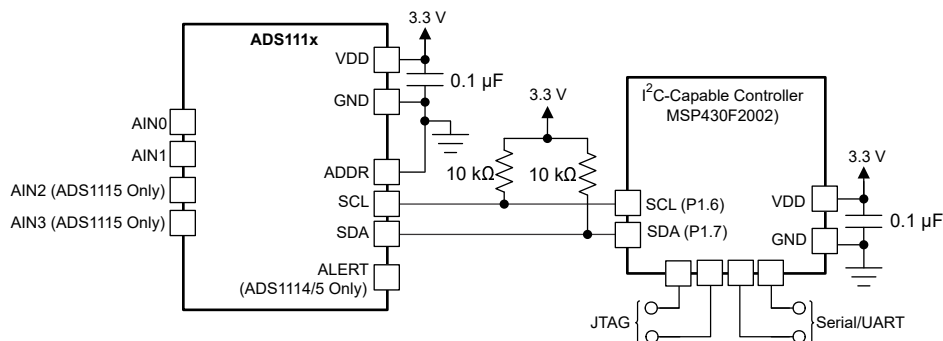 3.3 V
ADS111x
VDD
0.1 µF
GND
3.3 V
I²C-Capable Controller
MSP430F2002)
AIN0
AIN1
3.3 V
ADDR
10 kΩ
10 kΩ
AIN2 (ADS1115 Only)
SCL
SCL (P1.6)
VDD
0.1 µF
AIN3 (ADS1115 Only)
SDA
SDA (P1.7)
GND
ALERT
(ADS1114/5 Only)
JTAG
Serial/UART